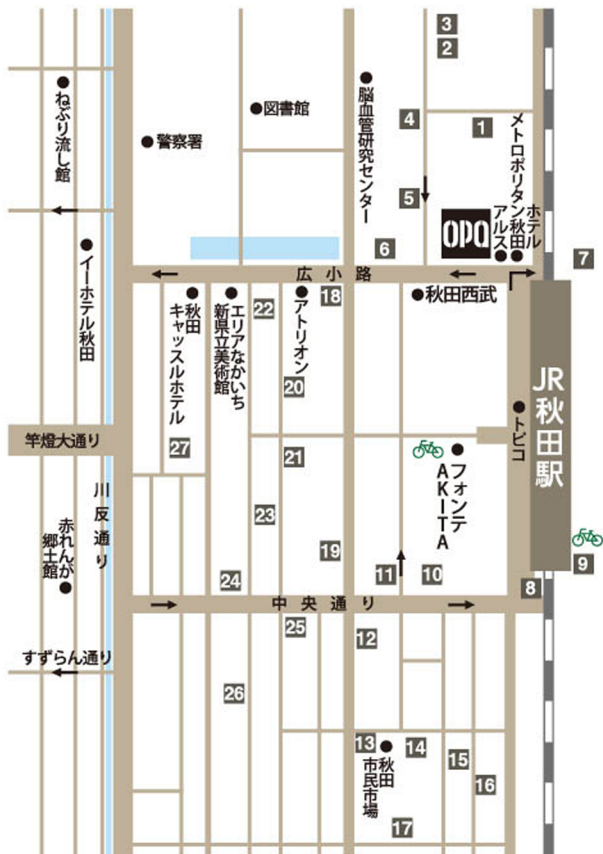 3
2
4
1
●図書館
●警察署
ねぶり流し館
脳血管研究センター
5
opa
ホテル
メトロポリタン秋田
アルス
6
7
広小路
イーホテル秋田
秋田
キャッスルホテル
エリアなかいち
新県立美術館
22
アトリオン
18
秋田西武
JR秋田駅
20
トピコ
竿燈大通り
27
21
フォンテ
AKITA
川反通り
赤れんが
郷土館
23
19
24
11
10
9
8
中央通り
25
12
すずらん通り
26
13
秋田
市民市場
14
15
16
17